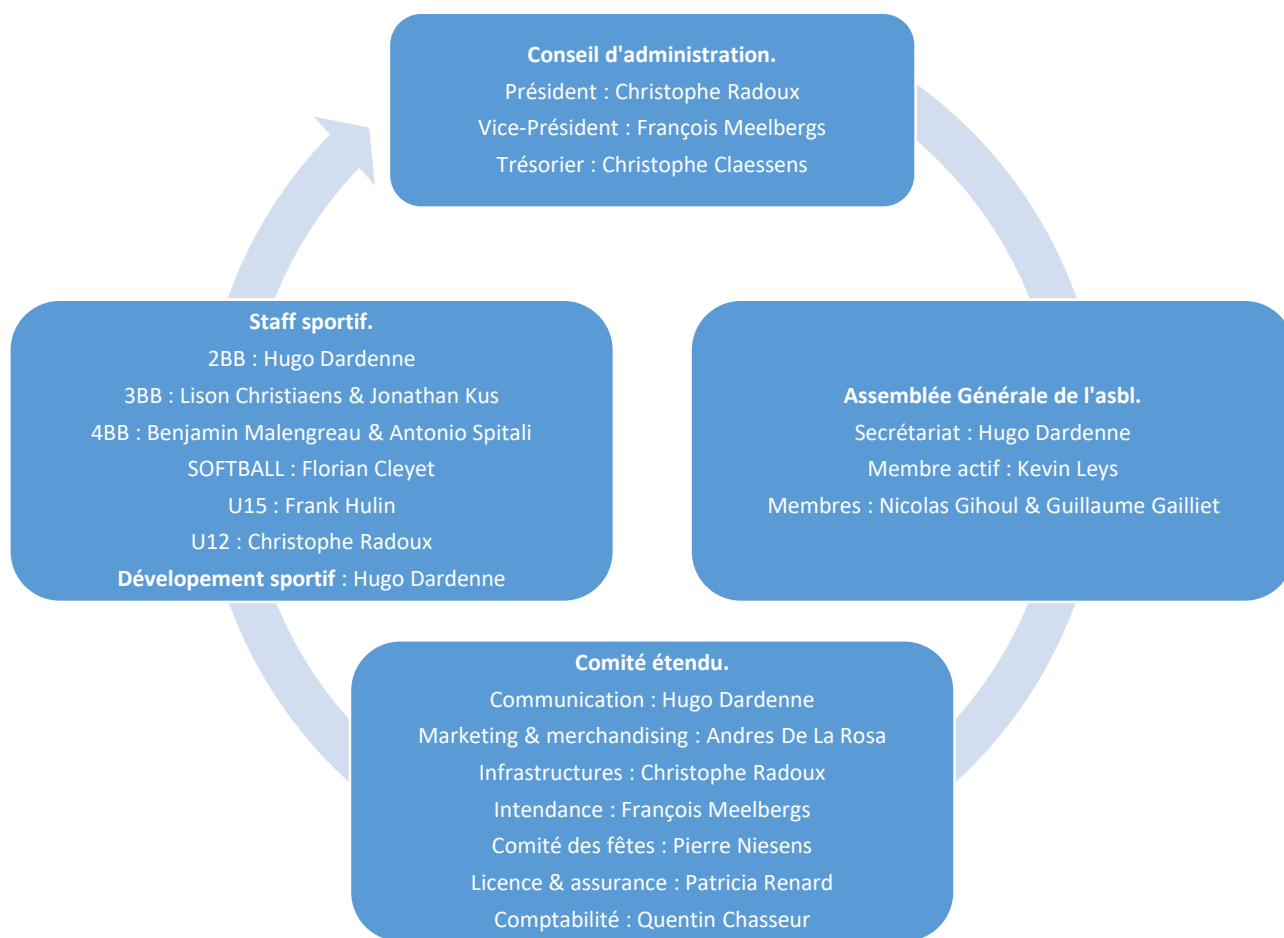 Conseil d'administration.
Président : Christophe Radoux
Vice-Président : François Meelbergs
Trésorier : Christophe Claessens
Staff sportif.
2BB : Hugo Dardenne
3BB : Lison Christiaens & Jonathan Kus
4BB : Benjamin Malengreau & Antonio Spitali
SOFTBALL : Florian Cleyet
U15 : Frank Hulin
U12 : Christophe Radoux
Dévelopement sportif : Hugo Dardenne
Assemblée Générale de l'asbl.
Secrétariat : Hugo Dardenne
Membre actif : Kevin Leys
Membres : Nicolas Gihoul & Guillaume Gailliet
Comité étendu.
Communication : Hugo Dardenne
Marketing & merchandising : Andres De La Rosa
Infrastructures : Christophe Radoux
Intendance : François Meelbergs
Comité des fêtes : Pierre Niesens
Licence & assurance : Patricia Renard
Comptabilité : Quentin Chasseur